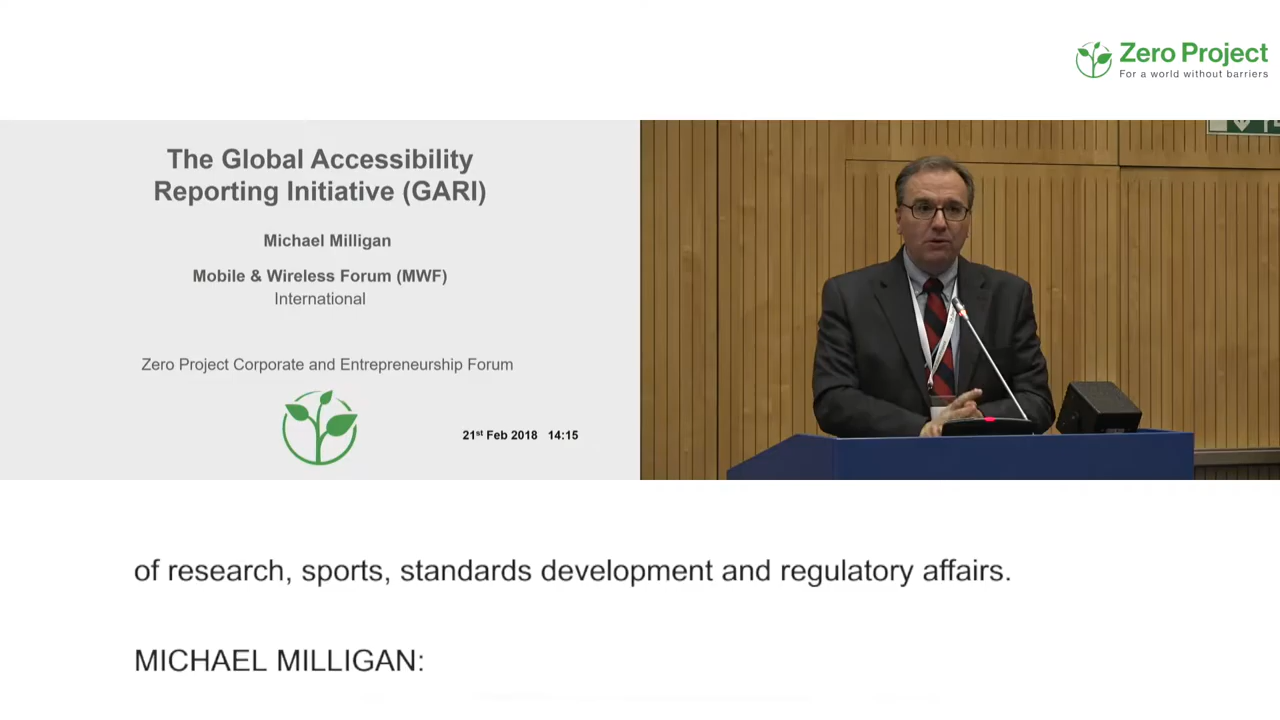 Zero Project
For a world without barriers
The Global Accessibility
Reporting Initiative (GARI)
Michael Milligan
Mobile & Wireless Forum (MWF)
International
Zero Project Corporate and Entrepreneurship Forum
21st Feb 2018 14:15
of research, sports, standards development and regulatory affairs.
MICHAEL MILLIGAN: